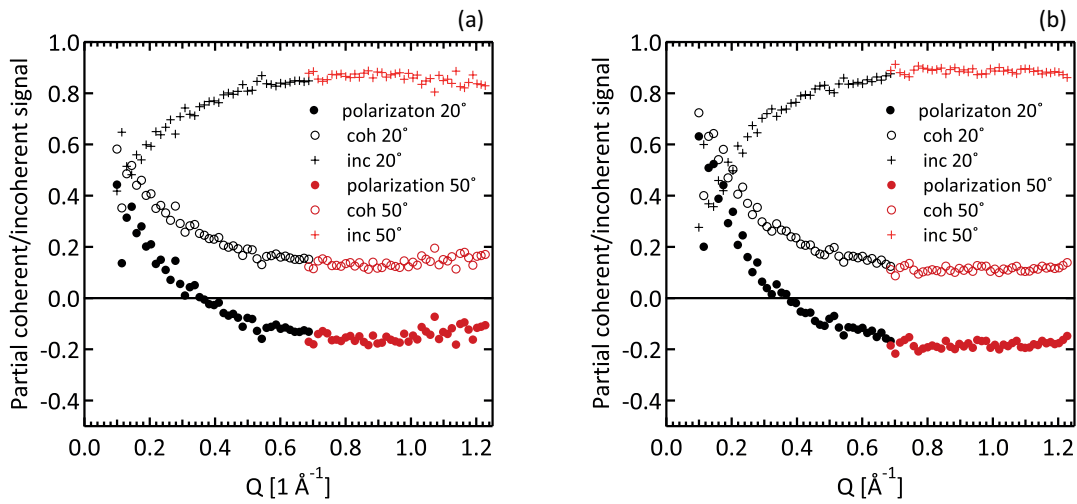 (a)
Partial coherent/incoherent signal
1.0
0.8
0.6
0.4
0.2
0.0
-0.2
-0.4
polarizaton 20°
coh 20°
inc 20°
polarization 50°
coh 50°
inc 50°
0.0 0.2 0.4 0.6 0.8 1.0 1.2
Q [1 Å-1]
(b)
Partial coherent/incoherent signal
1.0
0.8
0.6
0.4
0.2
0.0
-0.2
-0.4
polarizaton 20°
coh 20°
inc 20°
polarization 50°
coh 50°
inc 50°
0.0 0.2 0.4 0.6 0.8 1.0 1.2
Q [Å-1]